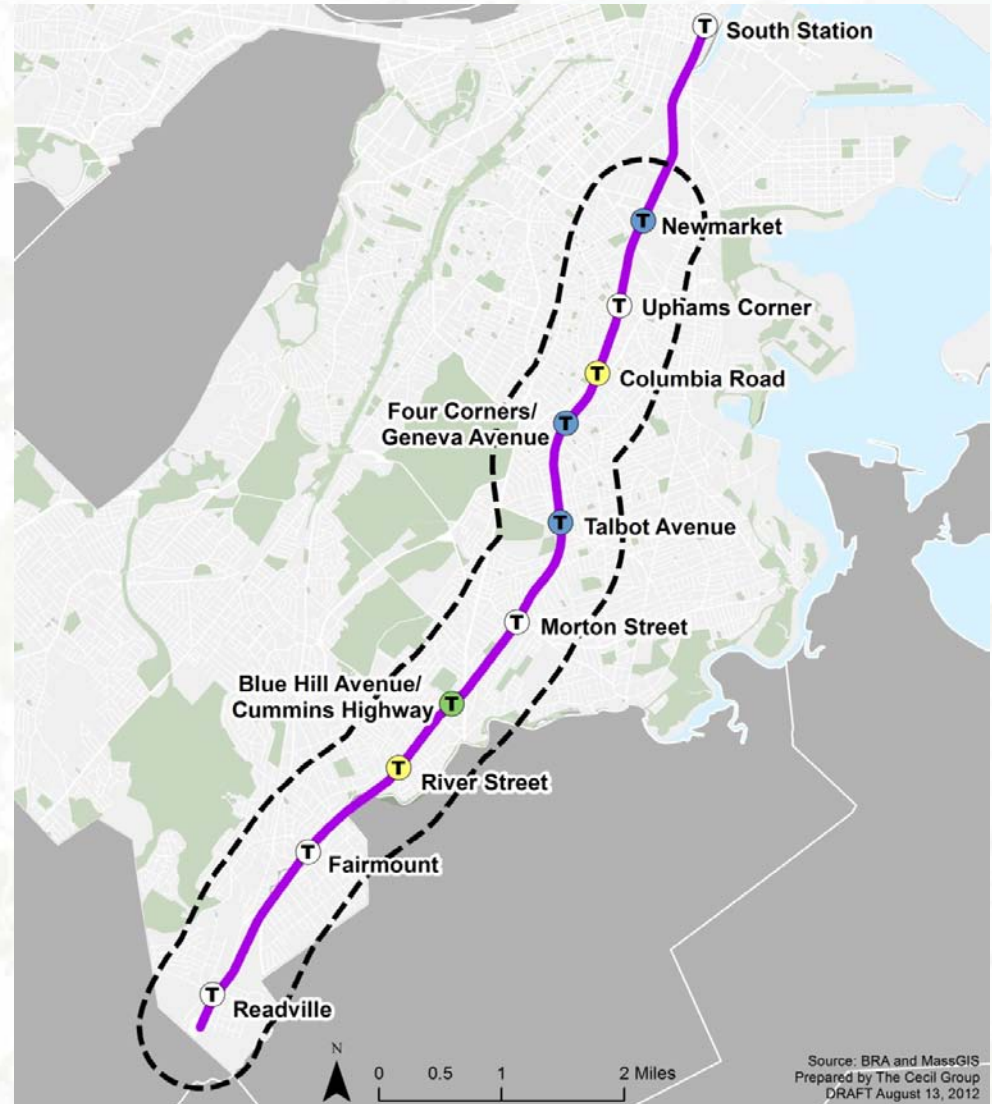 T South Station
T Newmarket
T Uphams Corner
T Columbia Road
Four Corners/
Geneva Avenue T
T Talbot Avenue
T Morton Street
Blue Hill Avenue/
Cummins Highway T
T River Street
T Fairmount
T Readville
N
0 0.5 1 2 Miles
Source: BRA and MassGIS
Prepared by The Cecil Group
DRAFT August 13, 2012